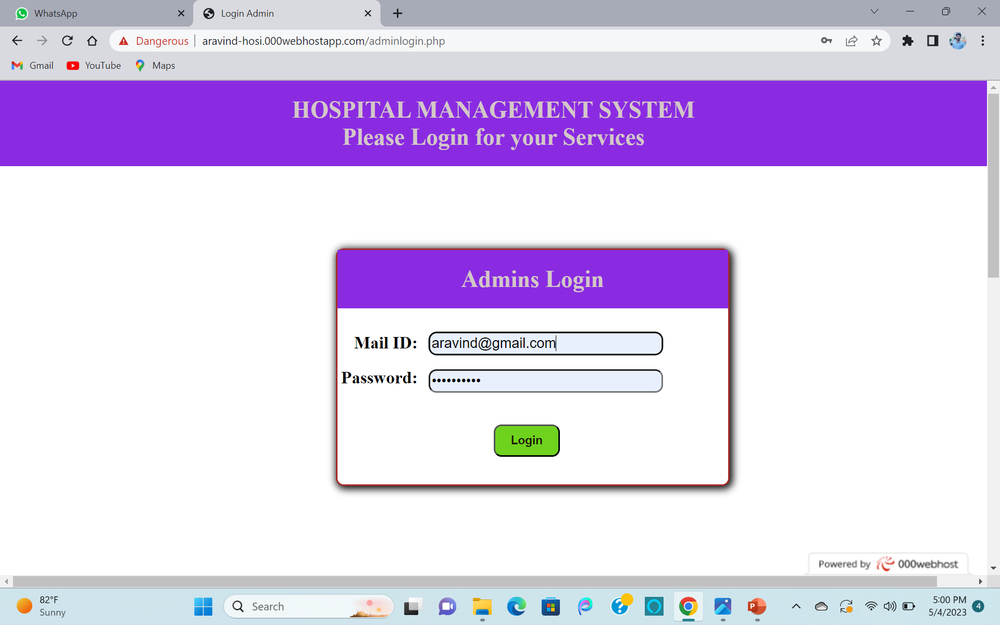 WhatsApp
Login Admin
Dangerous
aravind-hosi.000webhostapp.com/adminlogin.php
Gmail
YouTube
Maps
HOSPITAL MANAGEMENT SYSTEM
Please Login for your Services
Admins Login
Mail ID: aravind@gmail.com
Password: ••••••••••
Login
Powered by 000webhost
82°F
Sunny
Search
5:00 PM
5/4/2023
4